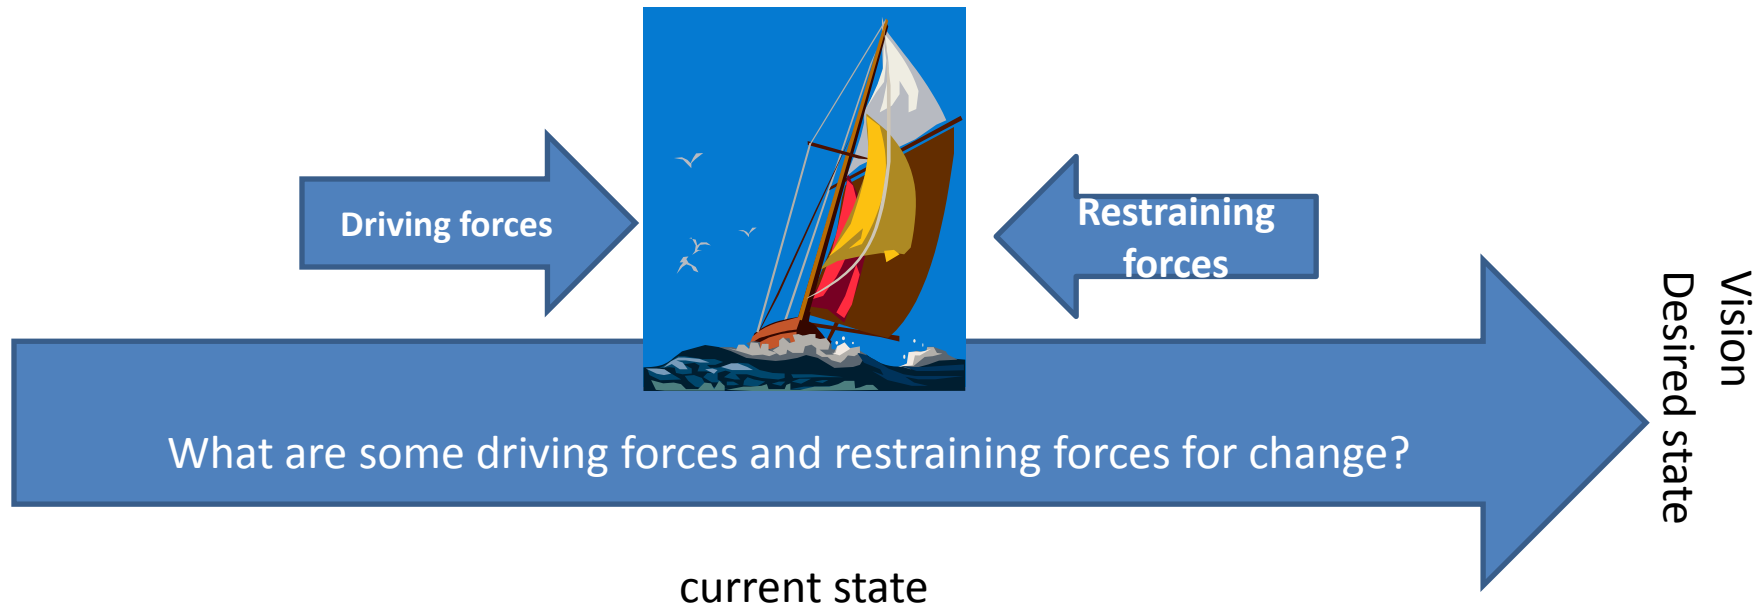 Driving forces
Restraining
forces
What are some driving forces and restraining forces for change?
Vision
Desired state
current state